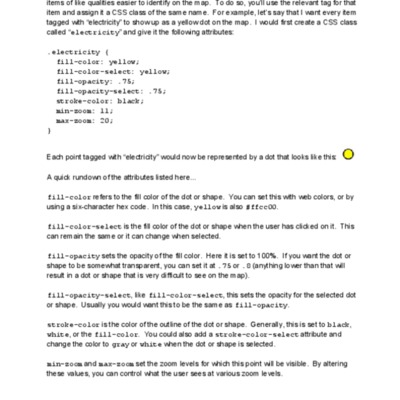 items of like qualities easier to identify on the map. To do so, you'll use the relevant tag for that
item and assign it a CSS class of the same name. For example, let's say that I want every item
tagged with "electricity" to show up as a yellow dot on the map. I would first create a CSS class
called "electricity" and give it the following attributes:
.electricity {
fill-color: yellow;
fill-color-select: yellow;
fill-opacity: .75;
fill-opacity-select: .75;
stroke-color: black;
min-zoom: 11;
max-zoom: 20;
}
Each point tagged with "electricity" would now be represented by a dot that looks like this:
A quick rundown of the attributes listed here...
fill-color refers to the fill color of the dot or shape. You can set this with web colors, or by
using a six-character hex code. In this case, yellow is also #ffcc00.
fill-color-select is the fill color of the dot or shape when the user has clicked on it. This
can remain the same or it can change when selected.
fill-opacity sets the opacity of the fill color. Here it is set to 100%. If you want the dot or
shape to be somewhat transparent, you can set it at .75 or .0 (anything lower than that will
result in a dot or shape that is very difficult to see on the map).
fill-opacity-select, like fill-color-select, this sets the opacity for the selected dot
or shape. Usually you would want this to be the same as fill-opacity.
stroke-color is the color of the outline of the dot or shape. Generally, this is set to black,
white, or the fill-color. You could also add a stroke-color-select attribute and
change the color to gray or white when the dot or shape is selected.
min-zoom and max-zoom set the zoom levels for which this point will be visible. By altering
these values, you can control what the user sees at various zoom levels.